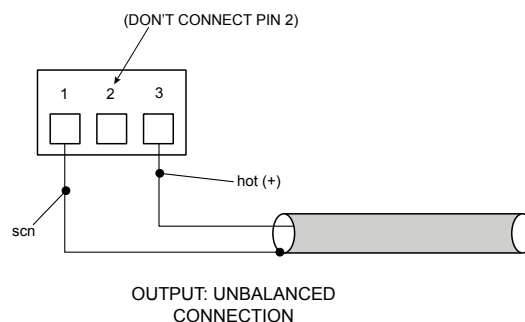 (DON'T CONNECT PIN 2)
1 2 3
hot (+)
scn
OUTPUT: UNBALANCED
CONNECTION